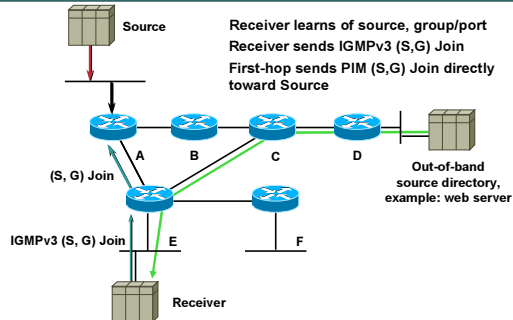 Source
Receiver learns of source, group/port
Receiver sends IGMPv3 (S,G) Join
First-hop sends PIM (S,G) Join directly
toward Source
A
B
C
D
Out-of-band
source directory,
example: web server
(S, G) Join
IGMPv3 (S, G) Join
E
F
Receiver